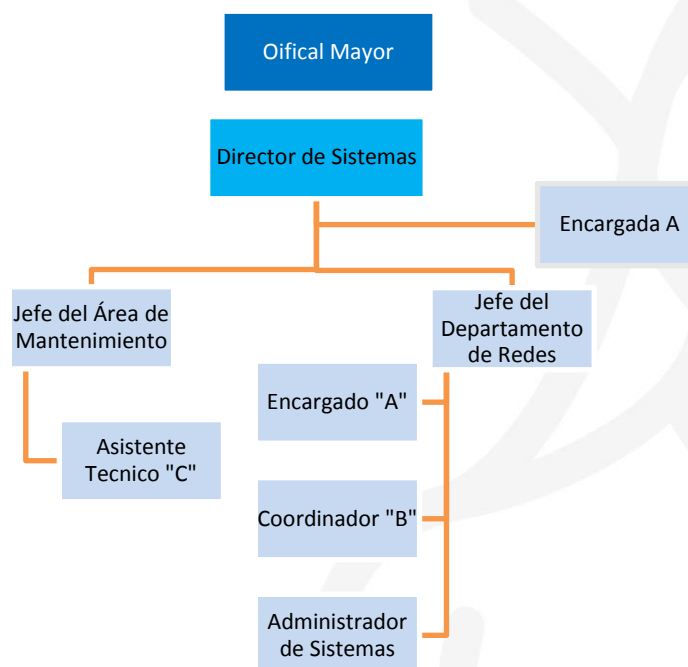 Oifical Mayor
Director de Sistemas
Encargada A
Jefe del Área de
Mantenimiento
Jefe del
Departamento
de Redes
Encargado "A"
Asistente
Tecnico "C"
Coordinador "B"
Administrador
de Sistemas